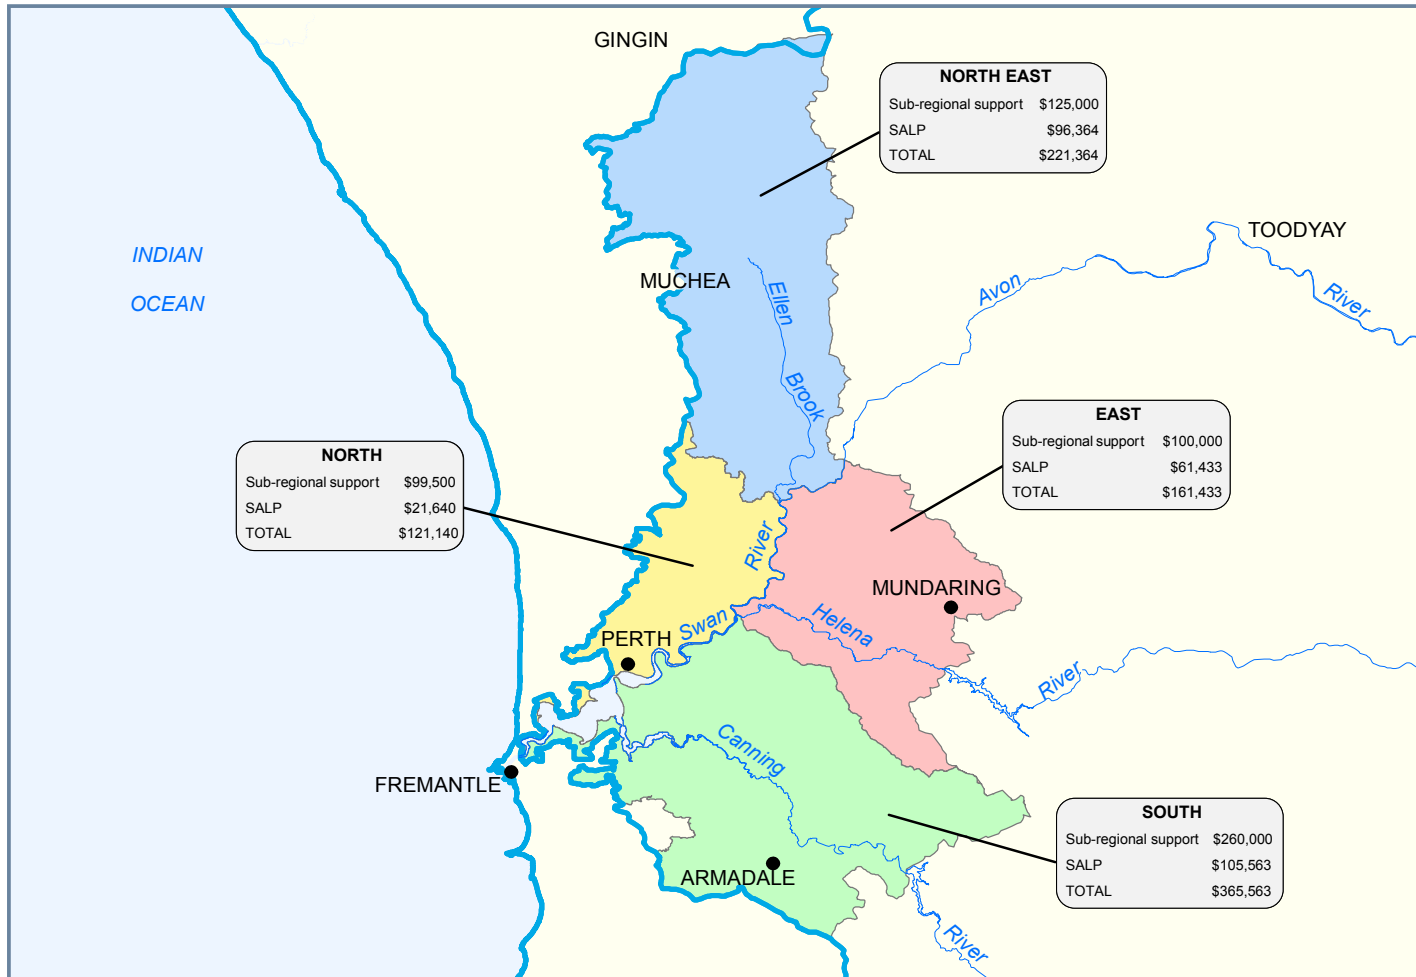 GINGIN
NORTH EAST
Sub-regional support $125,000
SALP $96,364
TOTAL $221,364
TOODYAY
INDIAN
OCEAN
MUCHEA
Ellen
Brook
Avon
River
EAST
Sub-regional support $100,000
SALP $61,433
TOTAL $161,433
NORTH
Sub-regional support $99,500
SALP $21,640
TOTAL $121,140
River
MUNDARING
Swan
Helena
River
PERTH
Canning
FREMANTLE
SOUTH
Sub-regional support $260,000
SALP $105,563
TOTAL $365,563
ARMADALE
River